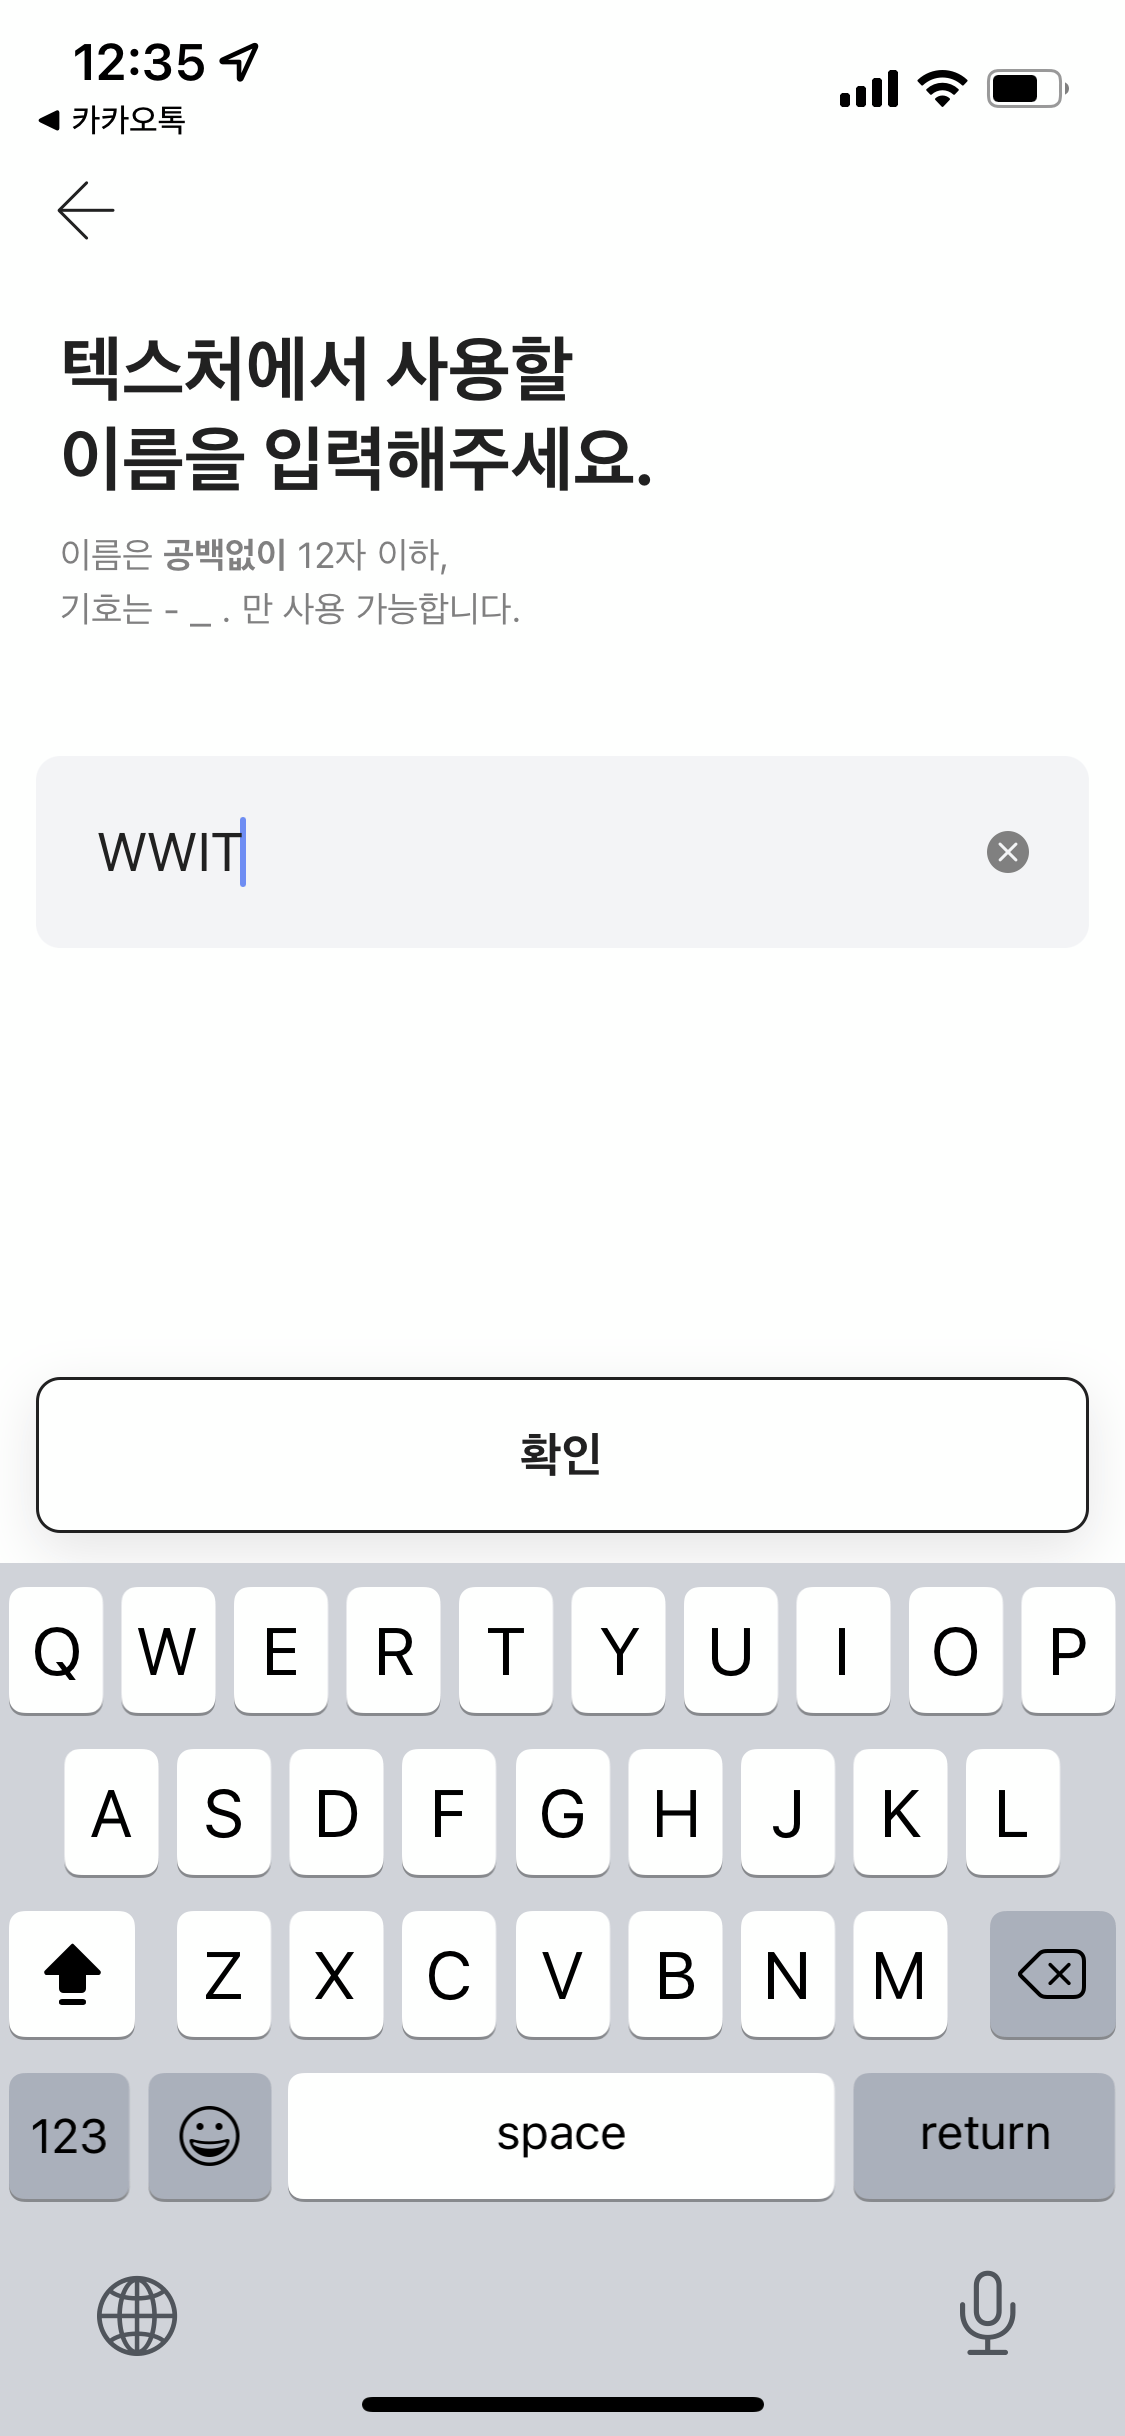 12:35
카카오톡
텍스처에서 사용할
이름을 입력해주세요.
이름은 공백없이 12자 이하,
기호는 - _ . 만 사용 가능합니다.
WWIT
확인
Q W E R T Y U I O P
A S D F G H J K L
Z X C V B N M
123 space return